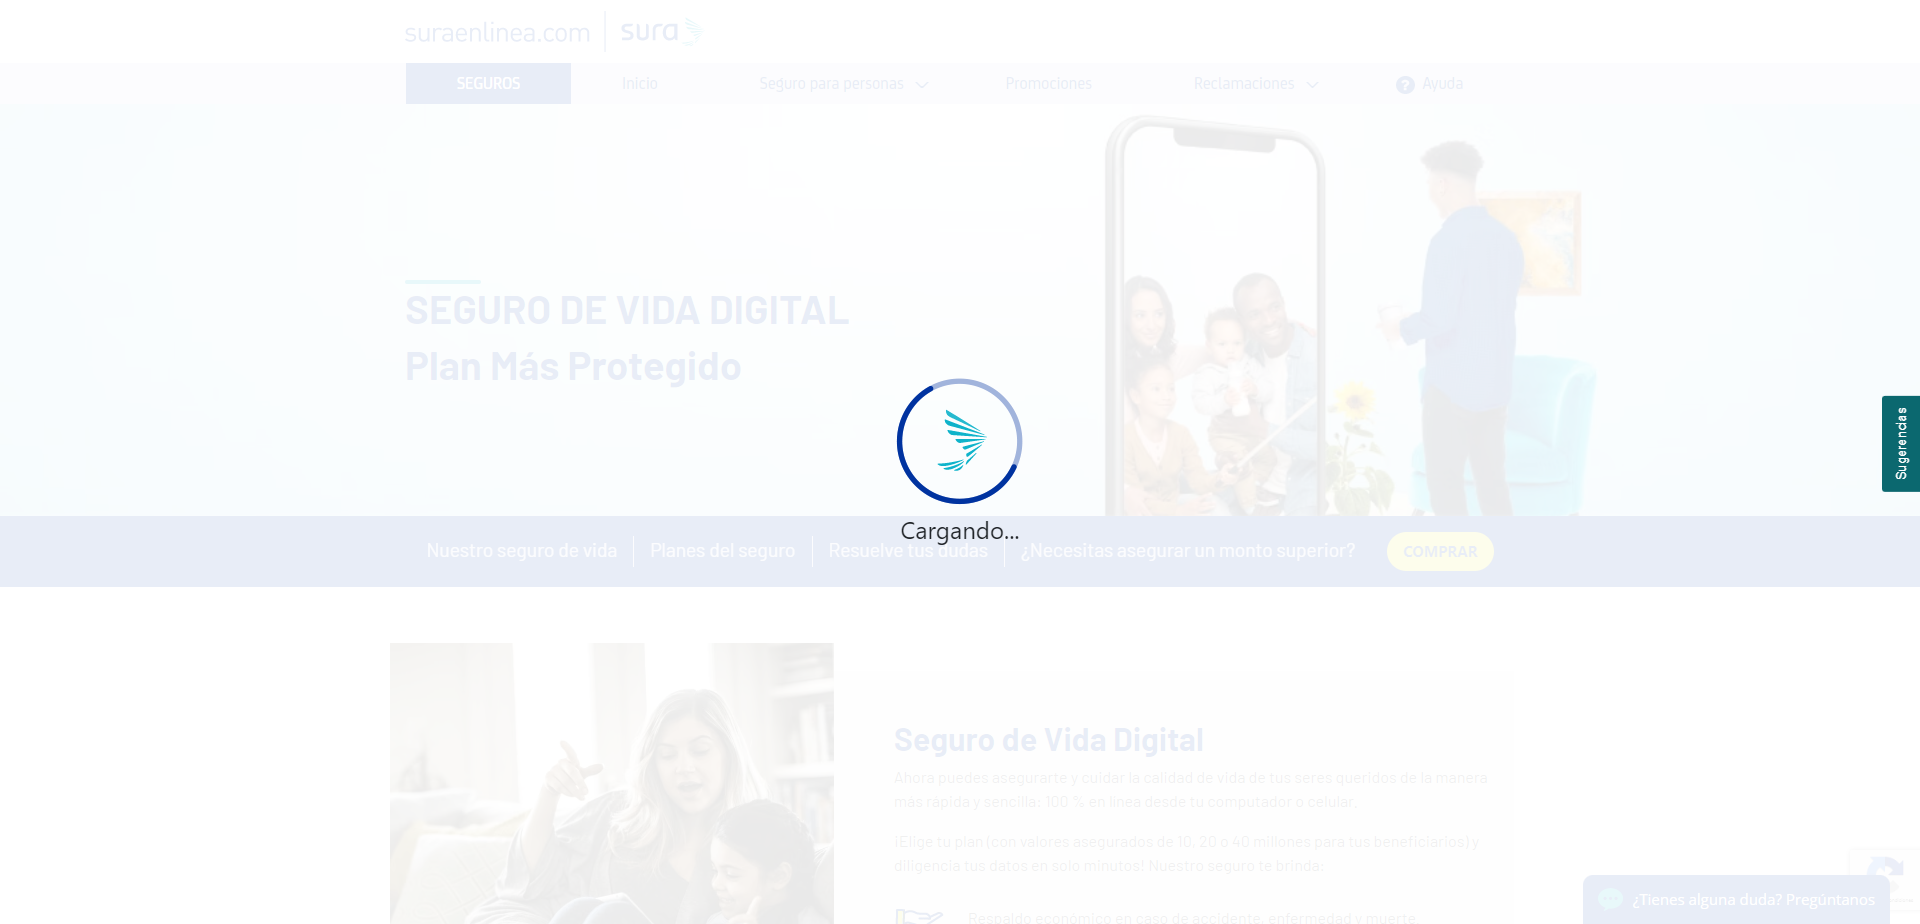 suraenlinea.com
sura
SEGUROS
Inicio
Seguro para personas
Promociones
Reclamaciones
Ayuda
SEGURO DE VIDA DIGITAL
Plan Más Protegido
Cargando...
Sugerencias
Nuestro seguro de vida
Planes del seguro
Resuelve tus dudas
¿Necesitas asegurar un monto superior?
COMPRAR
Seguro de Vida Digital
Ahora puedes asegurarte y cuidar la calidad de vida de tus seres queridos de la manera
más rápida y sencilla: 100 % en línea desde tu computador o celular.
¡Elige tu plan (con valores asegurados de 10, 20 o 40 millones para tus beneficiarios) y
diligencia tus datos en solo minutos! Nuestro seguro te brinda:
Respaldo económico en caso de accidente, enfermedad y muerte.
¿Tienes alguna duda? Pregúntanos